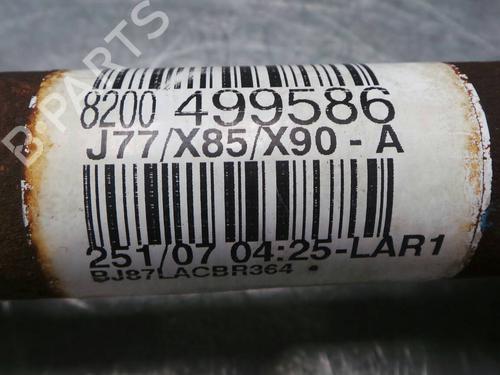 B-PARTS
8200 499586
J77/X85/X90 - A
251/07 04:25-LAR1
BJ87LACBR364